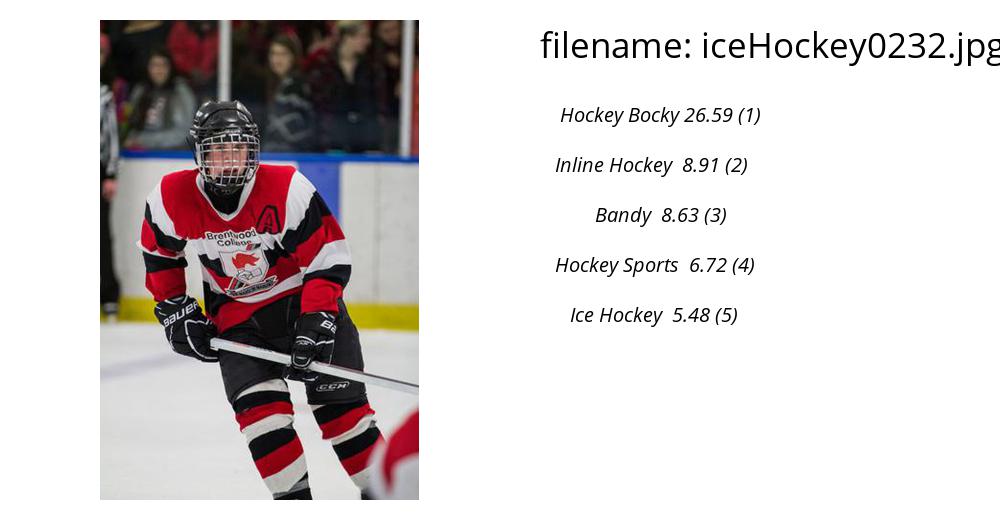 filename: iceHockey0232.jpg
Hockey Bocky 26.59 (1)
Inline Hockey 8.91 (2)
Bandy 8.63 (3)
Hockey Sports 6.72 (4)
Ice Hockey 5.48 (5)
A
Brentwood
College
BAUER
BA
CCM